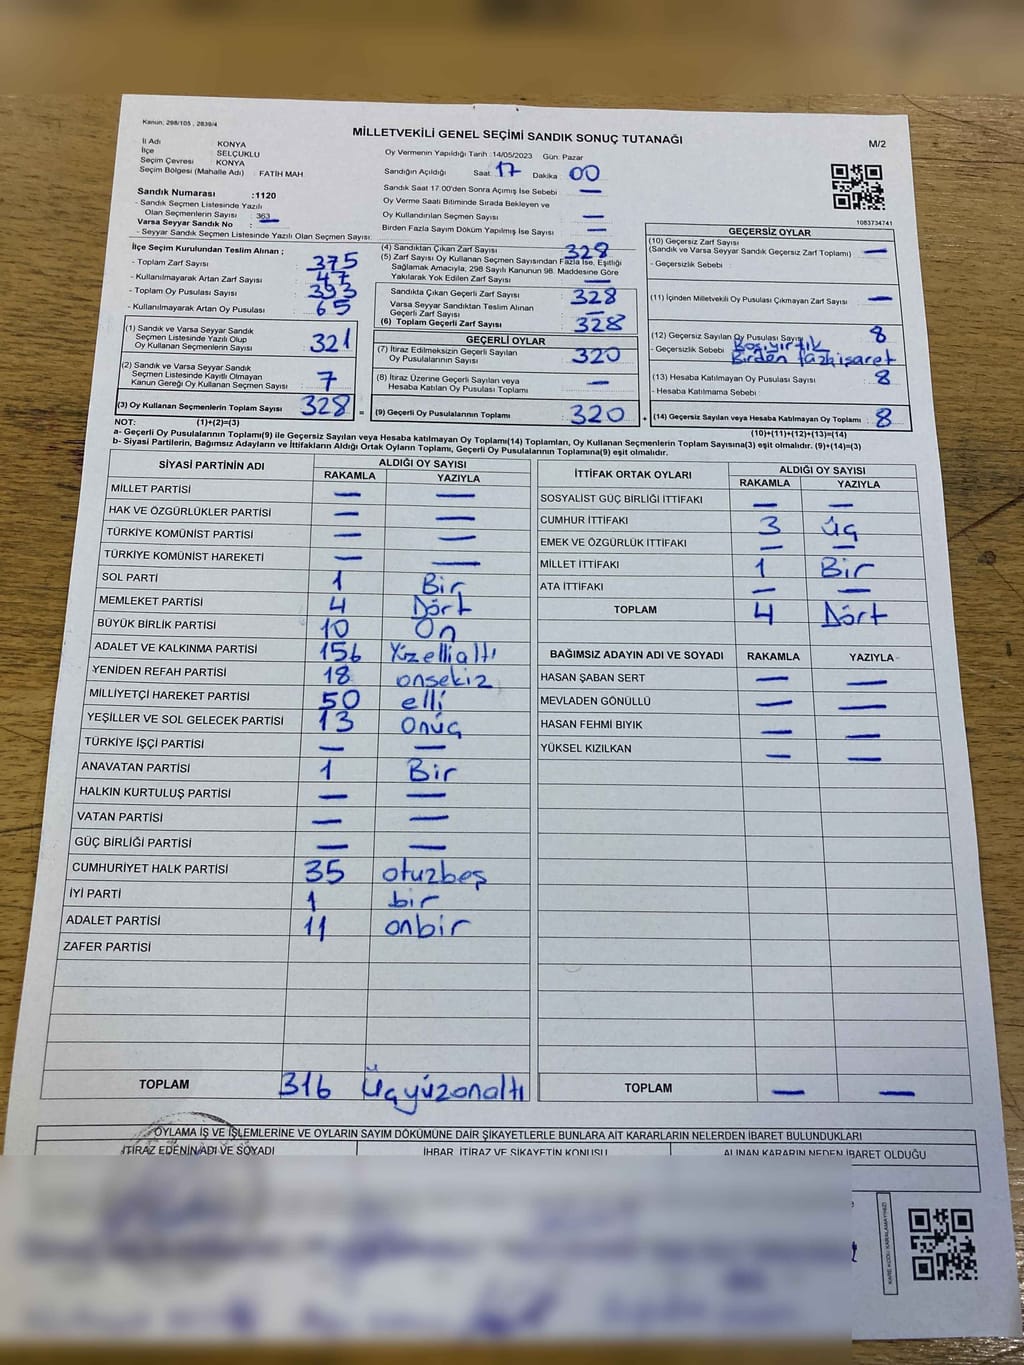 Kanun; 298/105 , 2839/4
MİLLETVEKİLİ GENEL SEÇİMİ SANDIK SONUÇ TUTANAĞI
M/2
İl Adı : KONYA
İlçe : SELÇUKLU
Seçim Çevresi : KONYA
Seçim Bölgesi (Mahalle Adı) : FATİH MAH.
Sandık Numarası : 1120
- Sandık Seçmen Listesinde Yazılı
Olan Seçmenlerin Sayısı : 363
Varsa Seyyar Sandık No : —
- Seyyar Sandık Seçmen Listesinde Yazılı Olan Seçmen Sayısı:
Oy Vermenin Yapıldığı Tarih :14/05/2023 Gün: Pazar
Sandığın Açıldığı Saat 17 Dakika 00
Sandık Saat 17:00'den Sonra Açımış İse Sebebi —
Oy Verme Saati Bitiminde Sırada Bekleyen ve
Oy Kullandırılan Seçmen Sayısı —
Birden Fazla Sayım Döküm Yapılmış İse Sayısı —
1083734741
İlçe Seçim Kurulundan Teslim Alınan ;
- Toplam Zarf Sayısı 375
- Kullanılmayarak Artan Zarf Sayısı 47
- Toplam Oy Pusulası Sayısı 393
- Kullanılmayarak Artan Oy Pusulası 65
(1) Sandık ve Varsa Seyyar Sandık
Seçmen Listesinde Yazılı Olup
Oy Kullanan Seçmenlerin Sayısı 321
(2) Sandık ve Varsa Seyyar Sandık
Seçmen Listesinde Kayıtlı Olmayan
Kanun Gereği Oy Kullanan Seçmen Sayısı 7
(3) Oy Kullanan Seçmenlerin Toplam Sayısı 328 =
(4) Sandıktan Çıkan Zarf Sayısı 328
(5) Zarf Sayısı Oy Kullanan Seçmen Sayısından Fazla İse, Eşitliği
Sağlamak Amacıyla, 298 Sayılı Kanunun 98. Maddesine Göre
Yakılarak Yok Edilen Zarf Sayısı —
Sandıkta Çıkan Geçerli Zarf Sayısı 328
Varsa Seyyar Sandıktan Teslim Alınan
Geçerli Zarf Sayısı —
(6) Toplam Geçerli Zarf Sayısı 328
GEÇERLİ OYLAR
(7) İtiraz Edilmeksizin Geçerli Sayılan
Oy Pusulalarının Sayısı 320
(8) İtiraz Üzerine Geçerli Sayılan veya
Hesaba Katılan Oy Pusulası Toplamı —
(9) Geçerli Oy Pusulalarının Toplamı 320 +
GEÇERSİZ OYLAR
(10) Geçersiz Zarf Sayısı
(Sandık ve Varsa Seyyar Sandık Geçersiz Zarf Toplamı) —
- Geçersizlik Sebebi :
(11) İçinden Milletvekili Oy Pusulası Çıkmayan Zarf Sayısı —
(12) Geçersiz Sayılan Oy Pusulası Sayısı 8
- Geçersizlik Sebebi Boş, yırtık
Birden fazla işaret
(13) Hesaba Katılmayan Oy Pusulası Sayısı 8
- Hesaba Katılmama Sebebi :
(14) Geçersiz Sayılan veya Hesaba Katılmayan Oy Toplamı 8
NOT: (1)+(2)=(3) (10)+(11)+(12)+(13)=(14)
a- Geçerli Oy Pusulalarının Toplamı(9) ile Geçersiz Sayılan veya Hesaba katılmayan Oy Toplamı(14) Toplamları, Oy Kullanan Seçmenlerin Toplam Sayısına(3) eşit olmalıdır. (9)+(14)=(3)
b- Siyasi Partilerin, Bağımsız Adayların ve İttifakların Aldığı Ortak Oyların Toplamı, Geçerli Oy Pusulalarının Toplamına(9) eşit olmalıdır.
SİYASİ PARTİNİN ADI ALDIĞI OY SAYISI
RAKAMLA YAZIYLA
MİLLET PARTİSİ — —
HAK VE ÖZGÜRLÜKLER PARTİSİ — —
TÜRKİYE KOMÜNİST PARTİSİ — —
TÜRKİYE KOMÜNİST HAREKETİ — —
SOL PARTİ 1 Bir
MEMLEKET PARTİSİ 4 Dört
BÜYÜK BİRLİK PARTİSİ 10 On
ADALET VE KALKINMA PARTİSİ 156 Yüzellialtı
YENİDEN REFAH PARTİSİ 18 onsekiz
MİLLİYETÇİ HAREKET PARTİSİ 50 elli
YEŞİLLER VE SOL GELECEK PARTİSİ 13 Onüç
TÜRKİYE İŞÇİ PARTİSİ — —
ANAVATAN PARTİSİ 1 Bir
HALKIN KURTULUŞ PARTİSİ — —
VATAN PARTİSİ — —
GÜÇ BİRLİĞİ PARTİSİ — —
CUMHURİYET HALK PARTİSİ 35 otuzbeş
İYİ PARTİ 1 bir
ADALET PARTİSİ 11 onbir
ZAFER PARTİSİ
TOPLAM 316 Üçyüzonaltı
İTTİFAK ORTAK OYLARI ALDIĞI OY SAYISI
RAKAMLA YAZIYLA
SOSYALİST GÜÇ BİRLİĞİ İTTİFAKI — —
CUMHUR İTTİFAKI 3 Üç
EMEK VE ÖZGÜRLÜK İTTİFAKI — —
MİLLET İTTİFAKI 1 Bir
ATA İTTİFAKI — —
TOPLAM 4 Dört
BAĞIMSIZ ADAYIN ADI VE SOYADI RAKAMLA YAZIYLA
HASAN ŞABAN SERT — —
MEVLADEN GÖNÜLLÜ — —
HASAN FEHMİ BIYIK — —
YÜKSEL KIZILKAN — —
TOPLAM — —
OYLAMA İŞ VE İŞLEMLERİNE VE OYLARIN SAYIM DÖKÜMÜNE DAİR ŞİKAYETLERLE BUNLARA AİT KARARLARIN NELERDEN İBARET BULUNDUKLARI
İTİRAZ EDENİN ADI VE SOYADI İHBAR, İTİRAZ VE ŞİKAYETİN KONUSU ALINAN KARARIN NEDEN İBARET OLDUĞU
KARE KODU KARALAMAYINIZ!